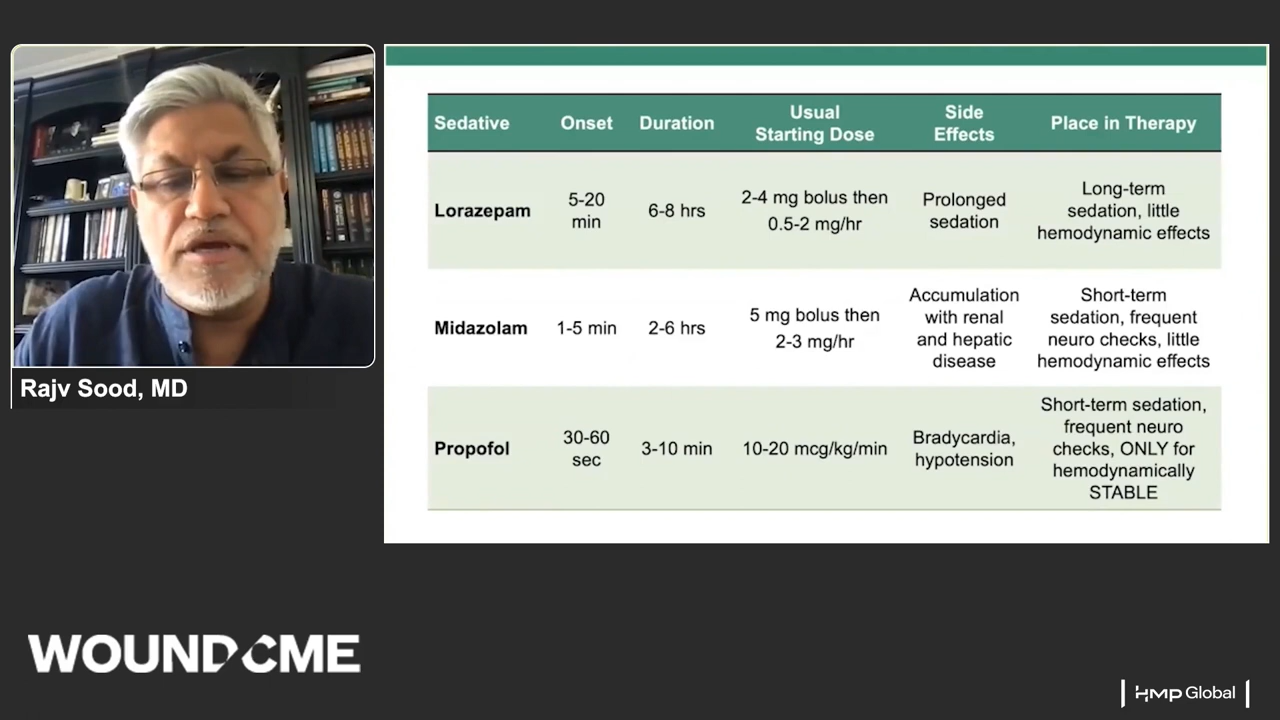 Rajv Sood, MD
Sedative
Onset
Duration
Usual
Starting Dose
Side
Effects
Place in Therapy
Lorazepam
5-20
min
6-8 hrs
2-4 mg bolus then
0.5-2 mg/hr
Prolonged
sedation
Long-term
sedation, little
hemodynamic effects
Midazolam
1-5 min
2-6 hrs
5 mg bolus then
2-3 mg/hr
Accumulation
with renal
and hepatic
disease
Short-term
sedation, frequent
neuro checks, little
hemodynamic effects
Propofol
30-60
sec
3-10 min
10-20 mcg/kg/min
Bradycardia,
hypotension
Short-term sedation,
frequent neuro
checks, ONLY for
hemodynamically
STABLE
WOUNDCME
HMP Global